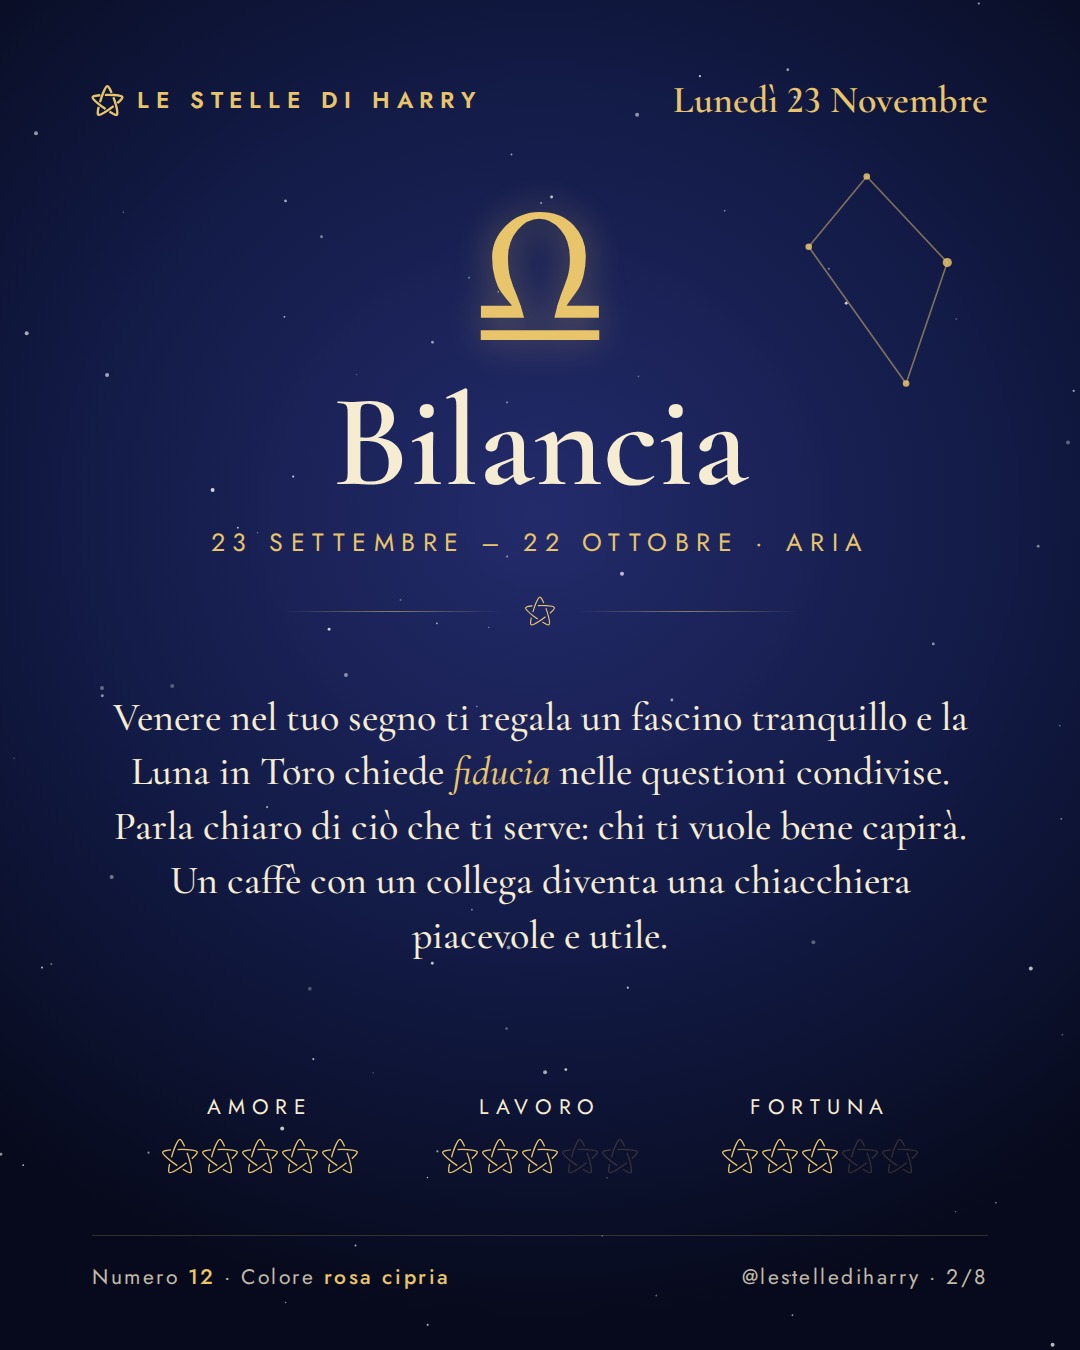 LE STELLE DI HARRY
Lunedì 23 Novembre
♎
Bilancia
23 SETTEMBRE – 22 OTTOBRE · ARIA
Venere nel tuo segno ti regala un fascino tranquillo e la
Luna in Toro chiede fiducia nelle questioni condivise.
Parla chiaro di ciò che ti serve: chi ti vuole bene capirà.
Un caffè con un collega diventa una chiacchiera
piacevole e utile.
AMORE
LAVORO
FORTUNA
Numero 12 · Colore rosa cipria
@lestellediharry · 2/8